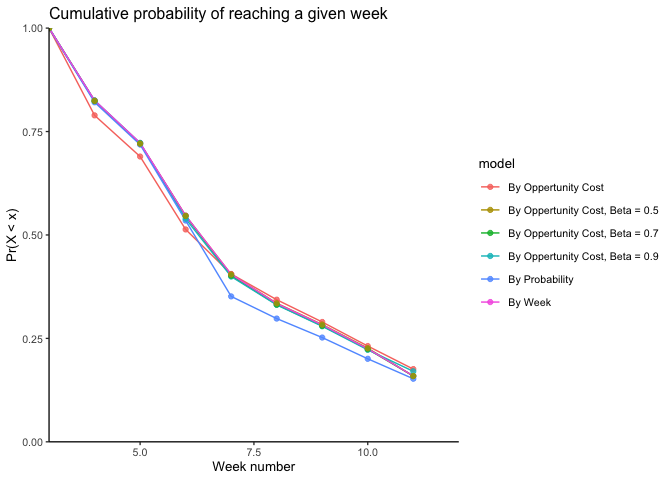 Cumulative probability of reaching a given week
1.00
0.75
0.50
0.25
0.00
Pr(X < x)
5.0
7.5
10.0
Week number
model
By Oppertunity Cost
By Oppertunity Cost, Beta = 0.5
By Oppertunity Cost, Beta = 0.7
By Oppertunity Cost, Beta = 0.9
By Probability
By Week